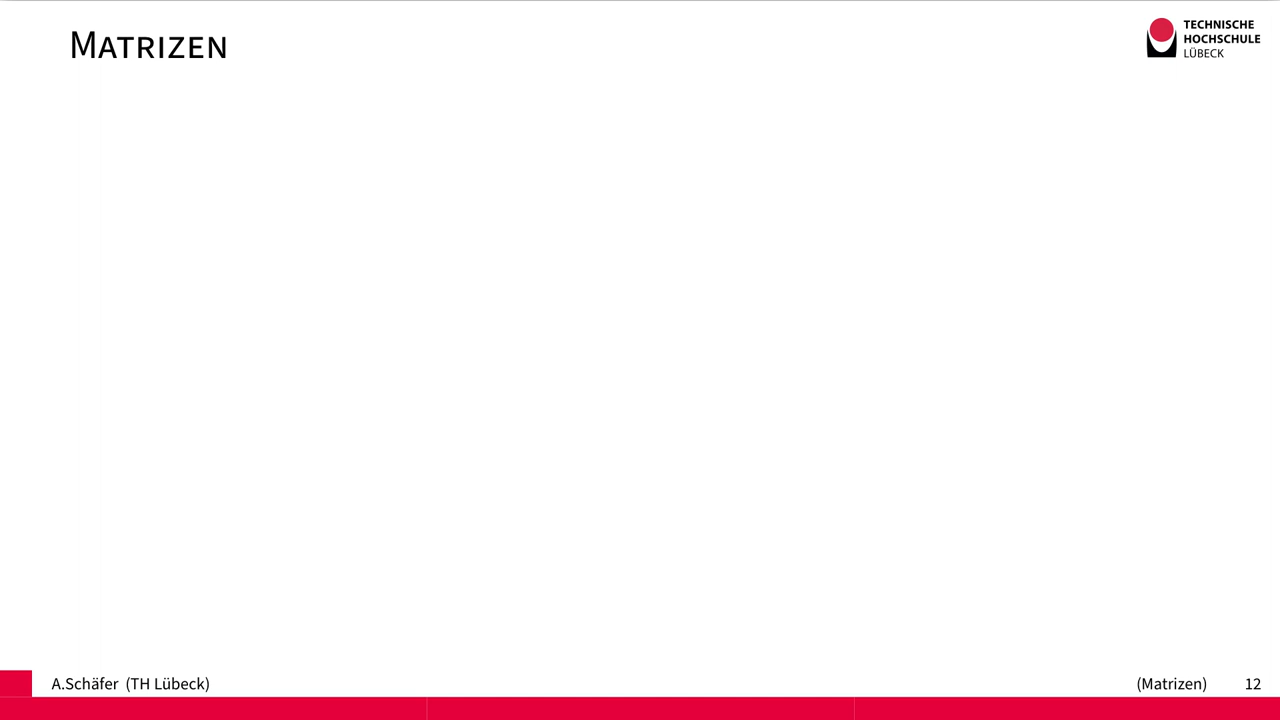 Matrizen
TECHNISCHE
HOCHSCHULE
LÜBECK
A.Schäfer (TH Lübeck)
(Matrizen)
12